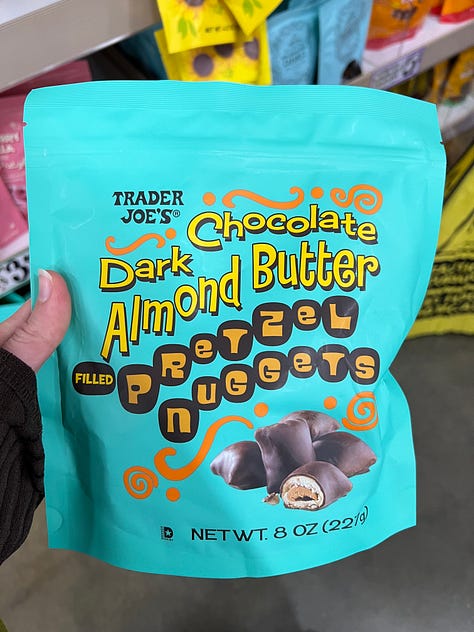 TRADER
JOE'S®
Chocolate
Dark
Almond Butter
FILLED
PRETZEL
NUGGETS
D
NET WT. 8 OZ (227g)